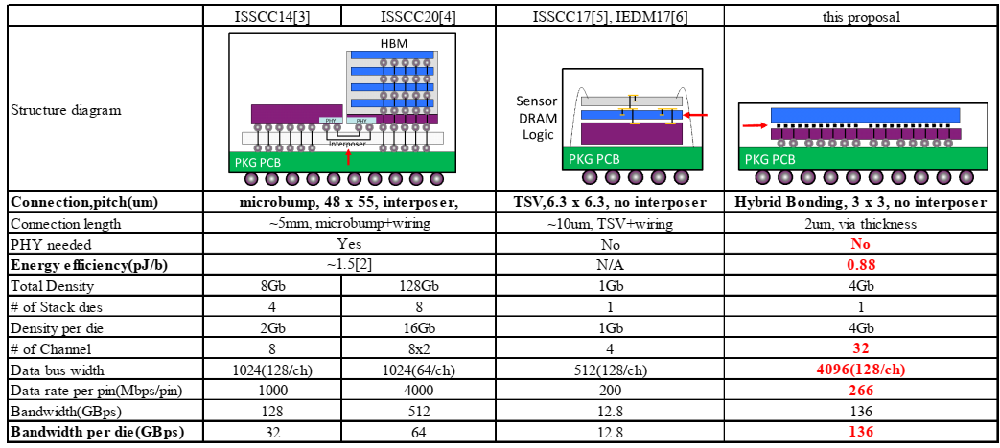 ISSCC14[3] ISSCC20[4] ISSCC17[5], IEDM17[6] this proposal
Structure diagram
HBM
PHY PHY
Interposer
PKG PCB
Sensor
DRAM
Logic
PKG PCB
PKG PCB
Connection,pitch(um) microbump, 48 x 55, interposer, TSV,6.3 x 6.3, no interposer Hybrid Bonding, 3 x 3, no interposer
Connection length ~5mm, microbump+wiring ~10um, TSV+wiring 2um, via thickness
PHY needed Yes No No
Energy efficiency(pJ/b) ~1.5[2] N/A 0.88
Total Density 8Gb 128Gb 1Gb 4Gb
# of Stack dies 4 8 1 1
Density per die 2Gb 16Gb 1Gb 4Gb
# of Channel 8 8x2 4 32
Data bus width 1024(128/ch) 1024(64/ch) 512(128/ch) 4096(128/ch)
Data rate per pin(Mbps/pin) 1000 4000 200 266
Bandwidth(GBps) 128 512 12.8 136
Bandwidth per die(GBps) 32 64 12.8 136